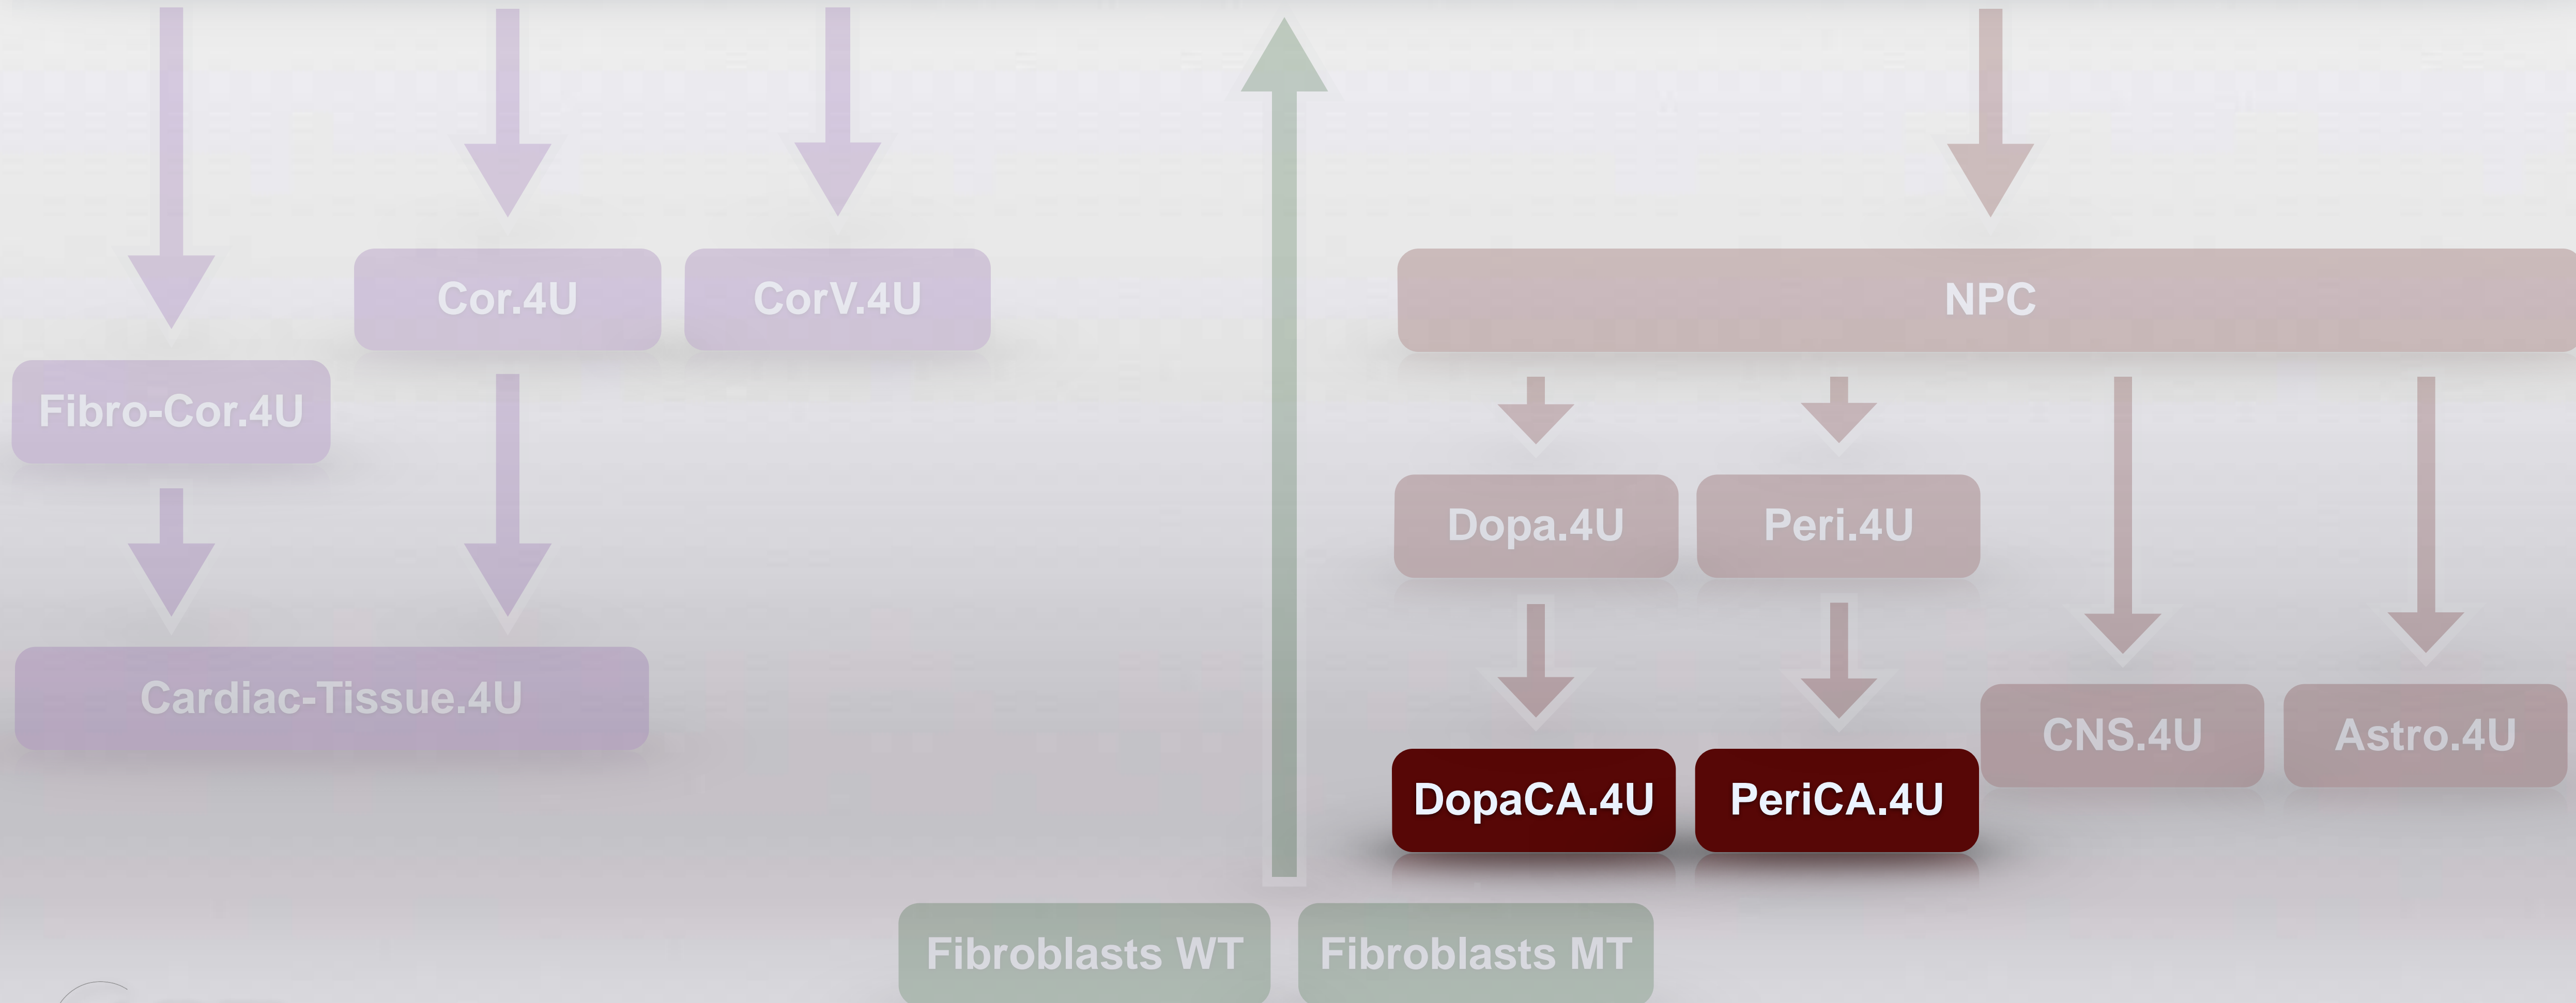 Cor.4U
CorV.4U
NPC
Fibro-Cor.4U
Dopa.4U
Peri.4U
Cardiac-Tissue.4U
CNS.4U
Astro.4U
DopaCA.4U
PeriCA.4U
Fibroblasts WT
Fibroblasts MT